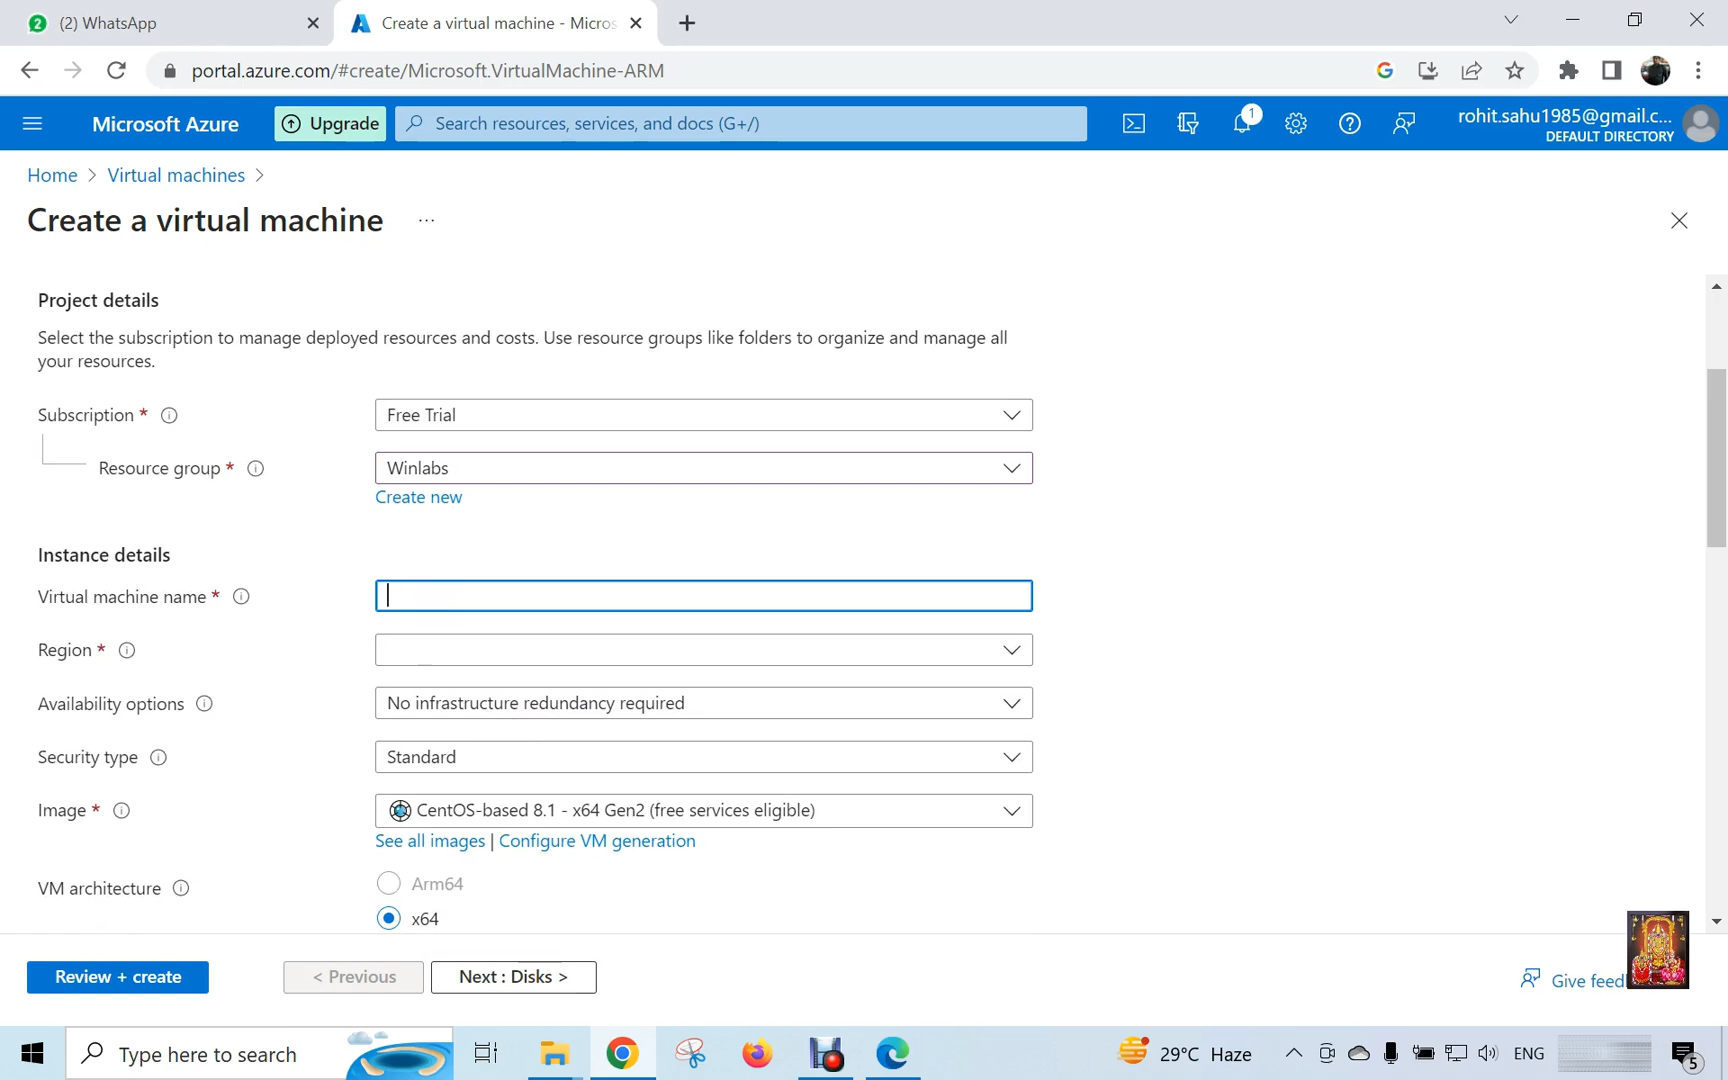 (2) WhatsApp
Create a virtual machine - Micros
portal.azure.com/#create/Microsoft.VirtualMachine-ARM
Microsoft Azure
Upgrade
Search resources, services, and docs (G+/)
1
rohit.sahu1985@gmail.c...
DEFAULT DIRECTORY
Home > Virtual machines >
Create a virtual machine ...
Project details
Select the subscription to manage deployed resources and costs. Use resource groups like folders to organize and manage all
your resources.
Subscription *
Free Trial
Resource group *
Winlabs
Create new
Instance details
Virtual machine name *
Region *
Availability options
No infrastructure redundancy required
Security type
Standard
Image *
CentOS-based 8.1 - x64 Gen2 (free services eligible)
See all images | Configure VM generation
VM architecture
Arm64
x64
Review + create
< Previous
Next : Disks >
Give feed
Type here to search
29°C Haze
ENG
5